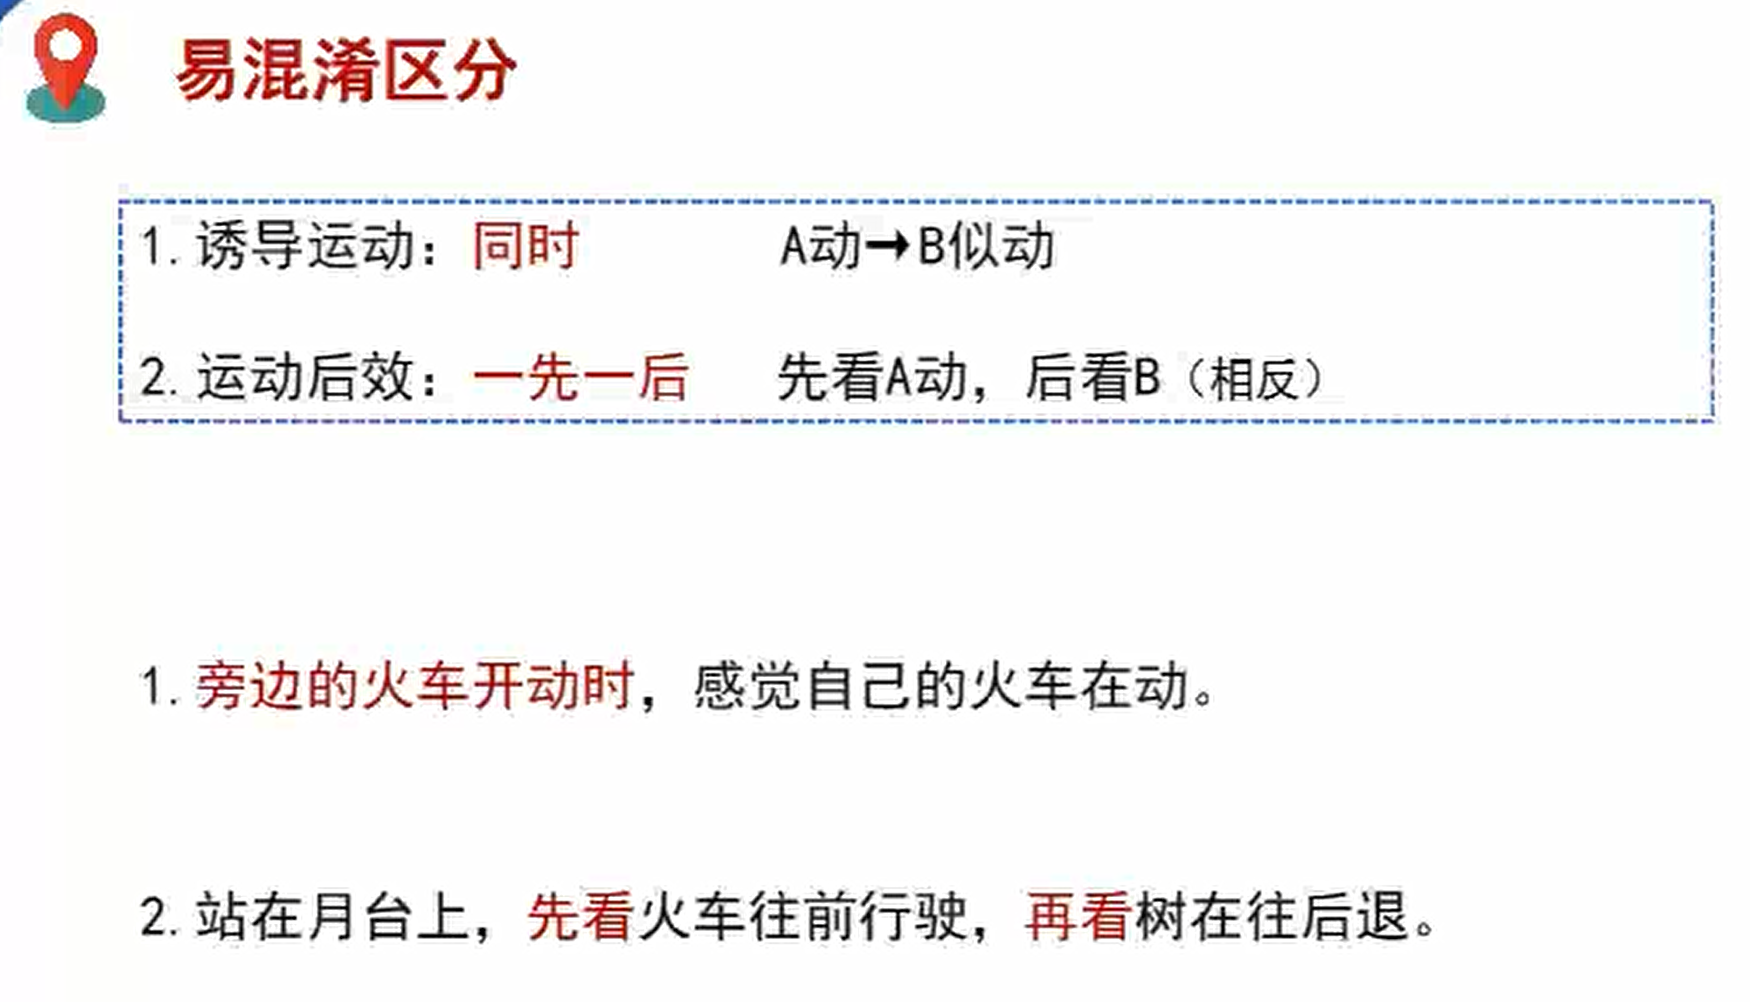 易混淆区分
1. 诱导运动：同时 A动→B似动
2. 运动后效：一先一后 先看A动，后看B（相反）
1. 旁边的火车开动时，感觉自己的火车在动。
2. 站在月台上，先看火车往前行驶，再看树在往后退。